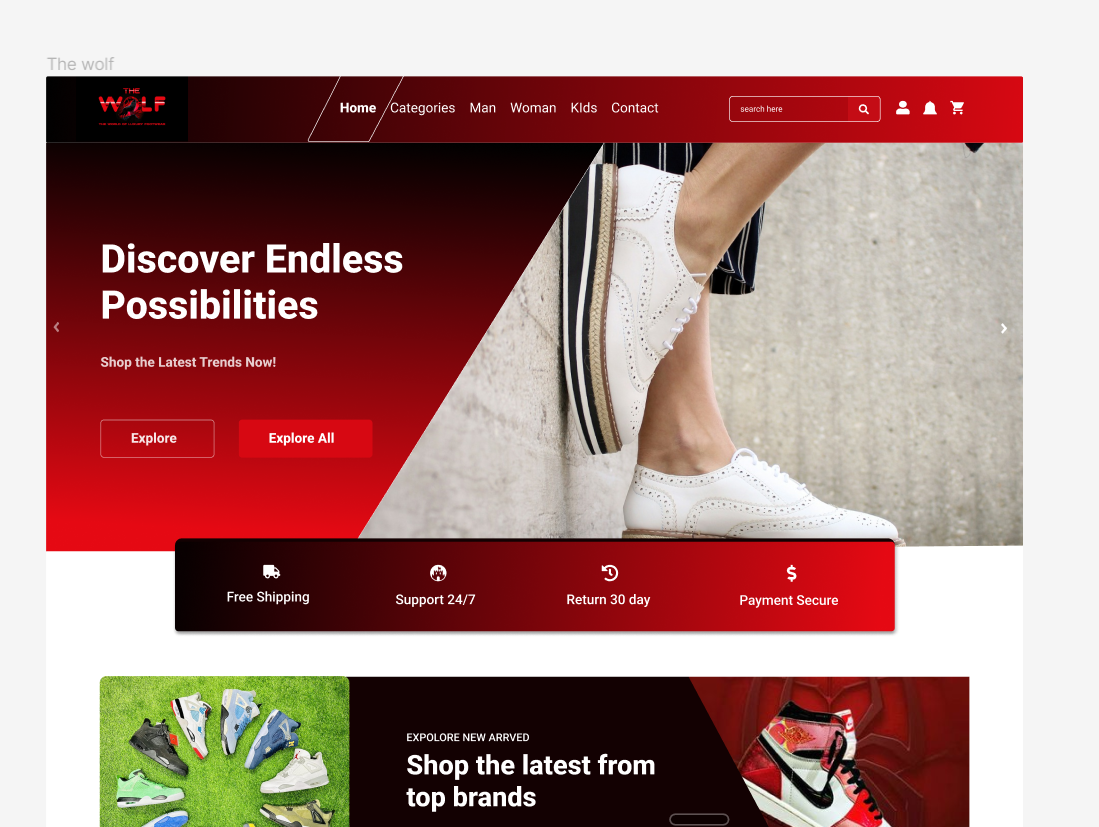 The wolf
THE
WOLF
Home Categories Man Woman KIds Contact
search here
Discover Endless
Possibilities
Shop the Latest Trends Now!
Explore Explore All
Free Shipping Support 24/7 Return 30 day Payment Secure
EXPOLORE NEW ARRVED
Shop the latest from
top brands